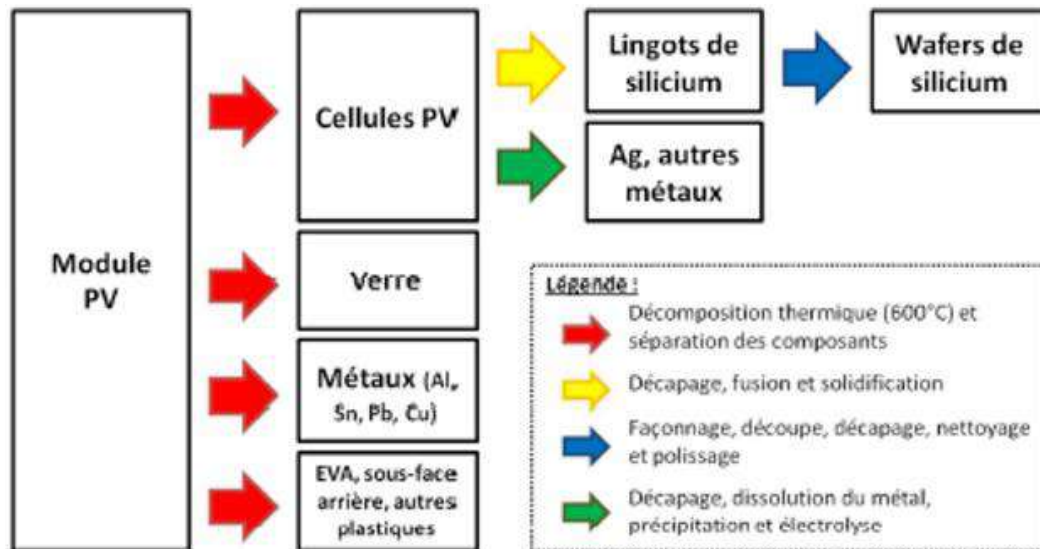 Module
PV
Cellules PV
Lingots de
silicium
Wafers de
silicium
Ag, autres
métaux
Verre
Métaux (Al,
Sn, Pb, Cu)
EVA, sous-face
arrière, autres
plastiques
Légende :
Décomposition thermique (600°C) et
séparation des composants
Décapage, fusion et solidification
Façonnage, découpe, décapage, nettoyage
et polissage
Décapage, dissolution du métal,
précipitation et électrolyse